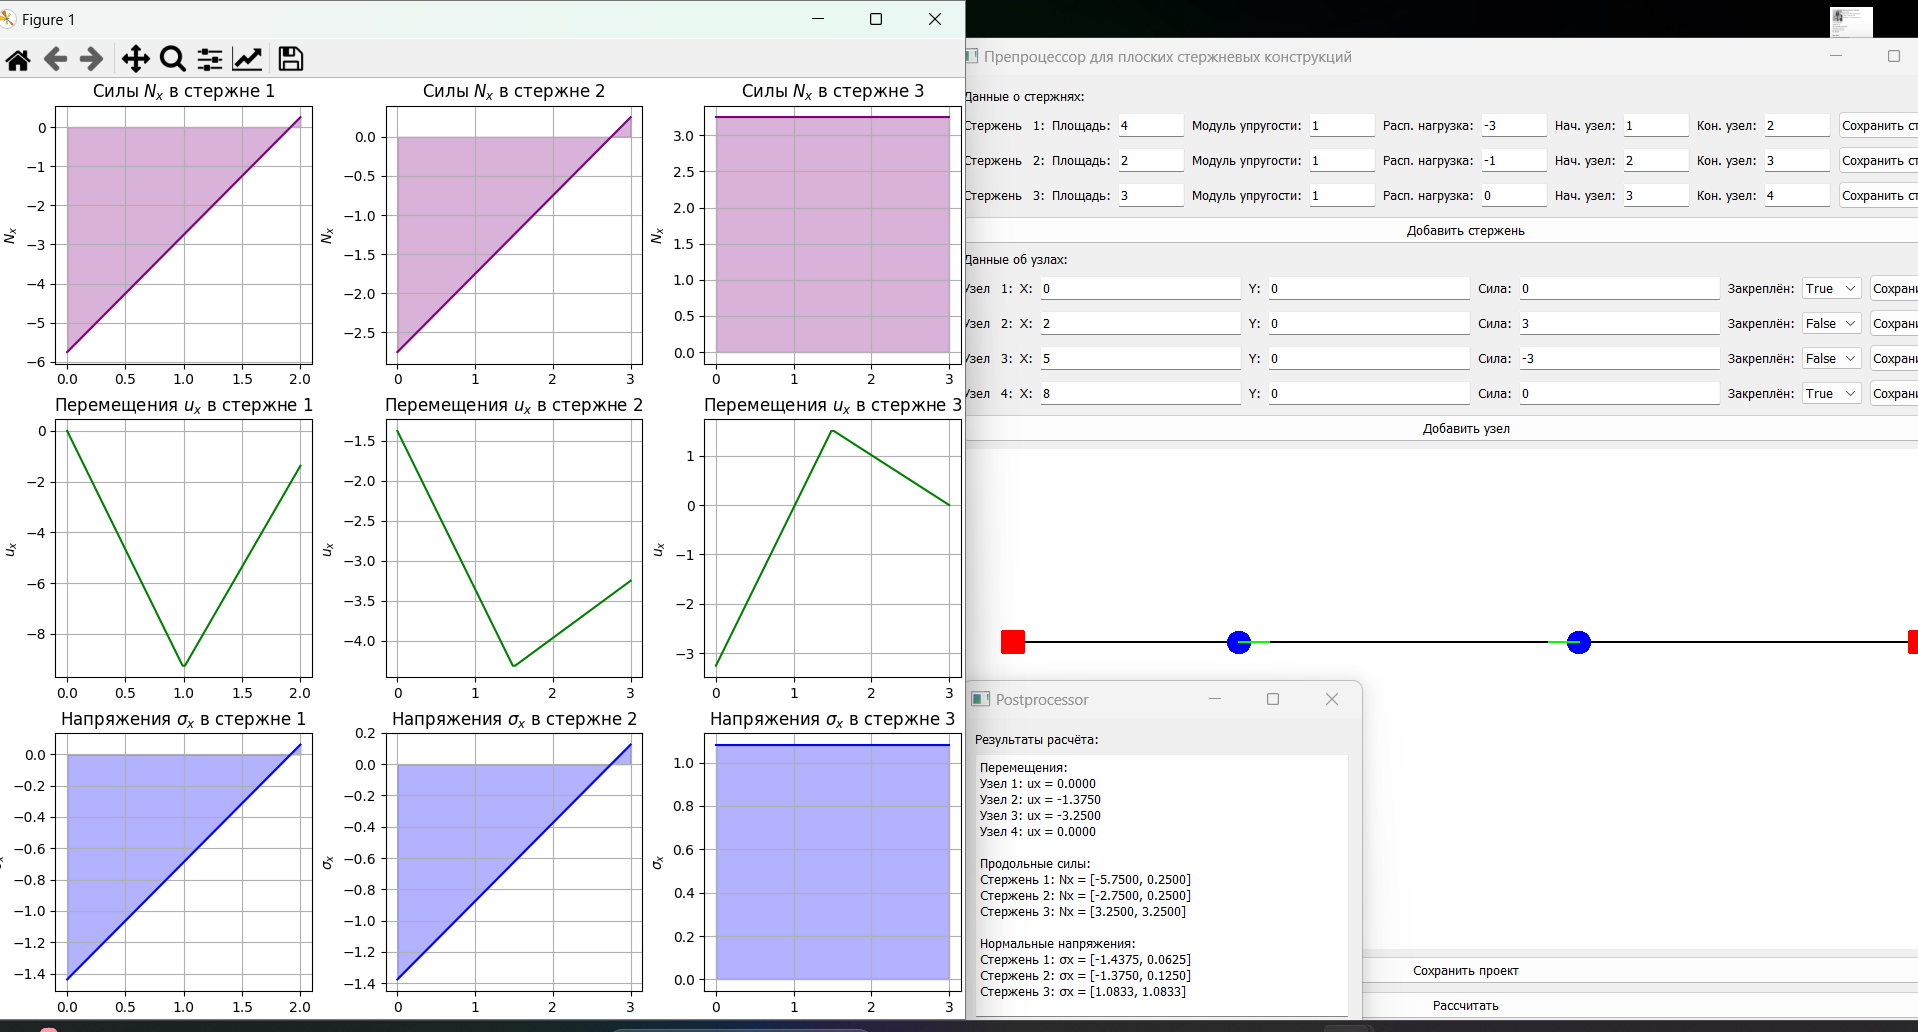 Figure 1
Силы Nx в стержне 1
Силы Nx в стержне 2
Силы Nx в стержне 3
Nx
0
−1
−2
−3
−4
−5
−6
0.0 0.5 1.0 1.5 2.0
Nx
0.0
−0.5
−1.0
−1.5
−2.0
−2.5
0 1 2 3
Nx
3.0
2.5
2.0
1.5
1.0
0.5
0.0
0 1 2 3
Перемещения ux в стержне 1
Перемещения ux в стержне 2
Перемещения ux в стержне 3
ux
0
−2
−4
−6
−8
0.0 0.5 1.0 1.5 2.0
ux
−1.5
−2.0
−2.5
−3.0
−3.5
−4.0
0 1 2 3
ux
1
0
−1
−2
−3
0 1 2 3
Напряжения σx в стержне 1
Напряжения σx в стержне 2
Напряжения σx в стержне 3
0.0
−0.2
−0.4
−0.6
−0.8
−1.0
−1.2
−1.4
0.0 0.5 1.0 1.5 2.0
σx
0.2
0.0
−0.2
−0.4
−0.6
−0.8
−1.0
−1.2
−1.4
0 1 2 3
σx
1.0
0.8
0.6
0.4
0.2
0.0
0 1 2 3
Препроцессор для плоских стержневых конструкций
Данные о стержнях:
Стержень 1: Площадь: 4 Модуль упругости: 1 Расп. нагрузка: -3 Нач. узел: 1 Кон. узел: 2 Сохранить ст
Стержень 2: Площадь: 2 Модуль упругости: 1 Расп. нагрузка: -1 Нач. узел: 2 Кон. узел: 3 Сохранить ст
Стержень 3: Площадь: 3 Модуль упругости: 1 Расп. нагрузка: 0 Нач. узел: 3 Кон. узел: 4 Сохранить ст
Добавить стержень
Данные об узлах:
Узел 1: X: 0 Y: 0 Сила: 0 Закреплён: True Сохрани
Узел 2: X: 2 Y: 0 Сила: 3 Закреплён: False Сохрани
Узел 3: X: 5 Y: 0 Сила: -3 Закреплён: False Сохрани
Узел 4: X: 8 Y: 0 Сила: 0 Закреплён: True Сохрани
Добавить узел
Postprocessor
Результаты расчёта:
Перемещения:
Узел 1: ux = 0.0000
Узел 2: ux = -1.3750
Узел 3: ux = -3.2500
Узел 4: ux = 0.0000
Продольные силы:
Стержень 1: Nx = [-5.7500, 0.2500]
Стержень 2: Nx = [-2.7500, 0.2500]
Стержень 3: Nx = [3.2500, 3.2500]
Нормальные напряжения:
Стержень 1: σx = [-1.4375, 0.0625]
Стержень 2: σx = [-1.3750, 0.1250]
Стержень 3: σx = [1.0833, 1.0833]
Сохранить проект
Рассчитать